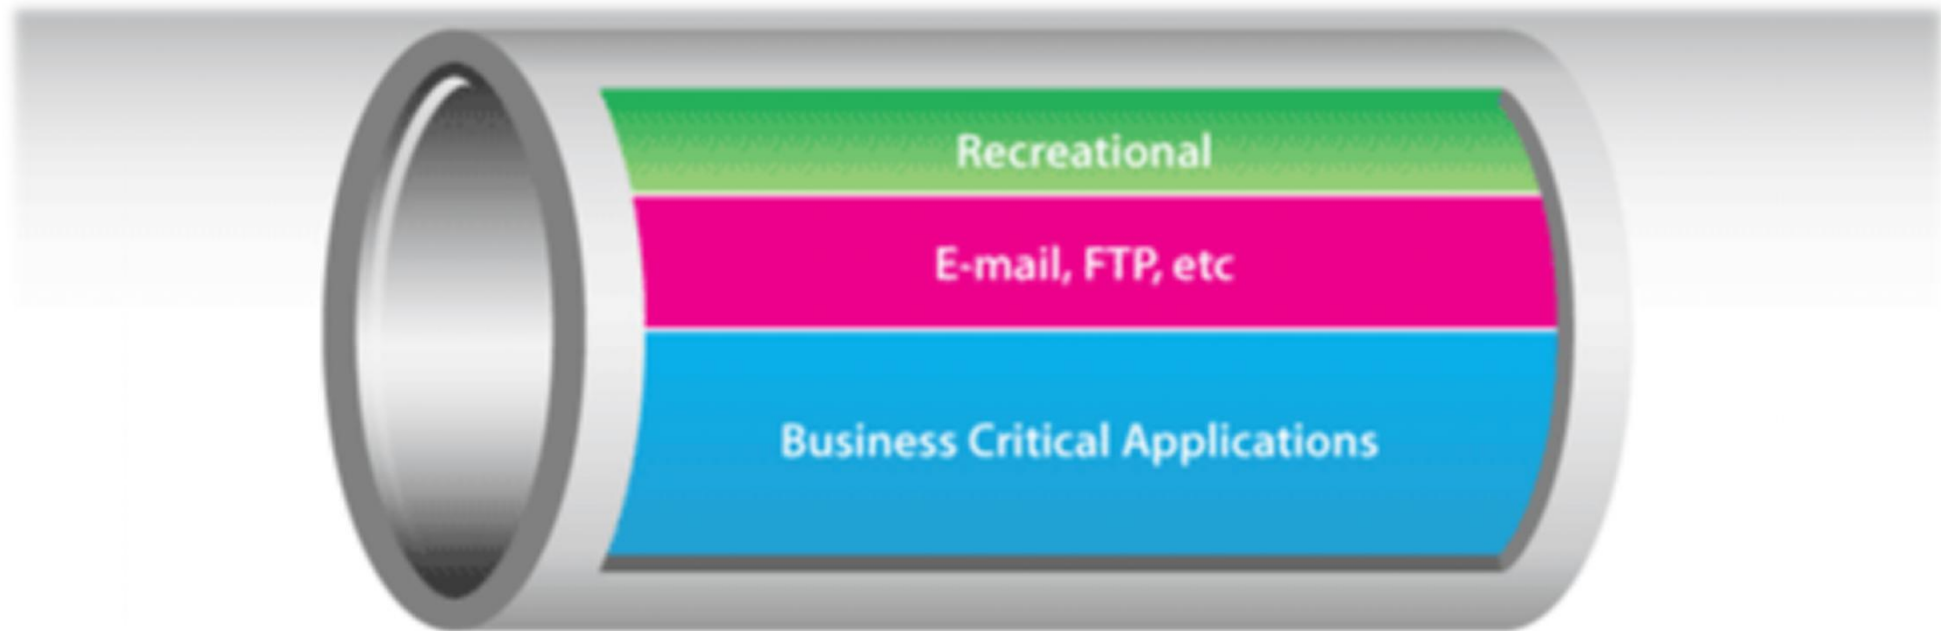 Recreational
E-mail, FTP, etc
Business Critical Applications